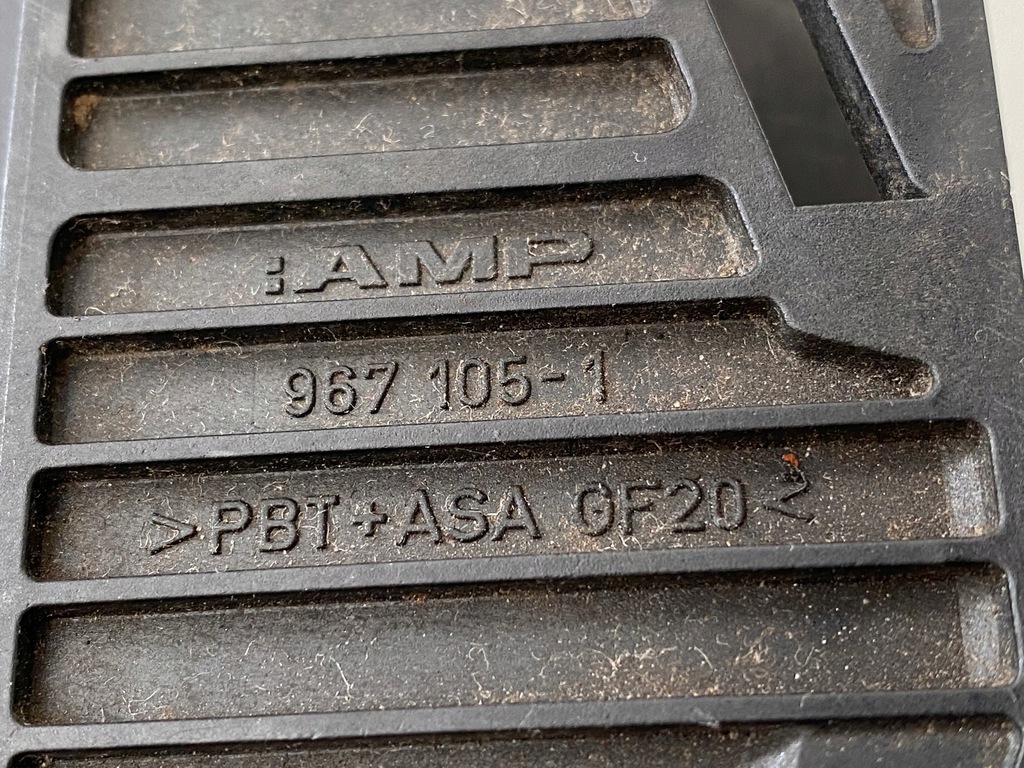 :AMP
967 105-1
>PBT+ASA GF20<